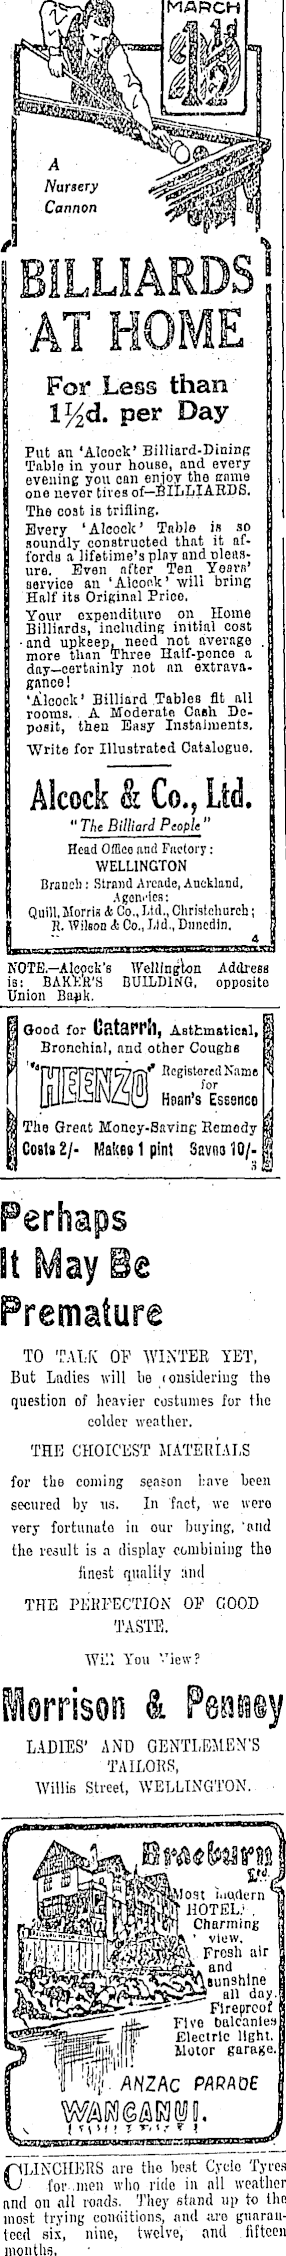 MARCH
1½
A
Nursery
Cannon
BILLIARDS
AT HOME
For Less than
1½d. per Day
Put an 'Alcock' Billiard-Dining
Table in your house, and every
evening you can enjoy the game
one never tires of—BILLIARDS.
The cost is trifling.
Every 'Alcock' Table is so
soundly constructed that it af-
fords a lifetime's play and pleas-
ure. Even after Ten Years'
service an 'Alcock' will bring
Half its Original Price.
Your expenditure on Home
Billiards, including initial cost
and upkeep, need not average
more than Three Half-pence a
day—certainly not an extrava-
gance!
'Alcock' Billiard Tables fit all
rooms. A Moderate Cash De-
posit, then Easy Instalments.
Write for Illustrated Catalogue.
Alcock & Co., Ltd.
"The Billiard People"
Head Office and Factory:
WELLINGTON
Branch: Strand Arcade, Auckland.
Agencies:
Quill, Morris & Co., Ltd., Christchurch;
R. Wilson & Co., Ltd., Dunedin.
4
NOTE.—Alcock's Wellington Address
is: BAKER'S BUILDING, opposite
Union Bank.
Good for Catarrh, Asthmatical,
Bronchial, and other Coughs
"HEENZO" Registered Name
for
Hean's Essence
The Great Money-Saving Remedy
Costs 2/- Makes 1 pint Saves 10/-
3
Perhaps
It May Be
Premature
TO TALK OF WINTER YET,
But Ladies will be considering the
question of heavier costumes for the
colder weather.
THE CHOICEST MATERIALS
for the coming season have been
secured by us. In fact, we were
very fortunate in our buying, and
the result is a display combining the
finest quality and
THE PERFECTION OF GOOD
TASTE.
Will You View?
Morrison & Penney
LADIES' AND GENTLEMEN'S
TAILORS,
Willis Street, WELLINGTON.
Braeburn
Ltd.
Most modern
HOTEL.
Charming
view.
Fresh air
and
sunshine
all day.
Fireproof
Five balconies
Electric light.
Motor garage.
ANZAC PARADE
WANGANUI.
CLINCHERS are the best Cycle Tyres
for men who ride in all weather
and on all roads. They stand up to the
most trying conditions, and are guaran-
teed six, nine, twelve, and fifteen
months.